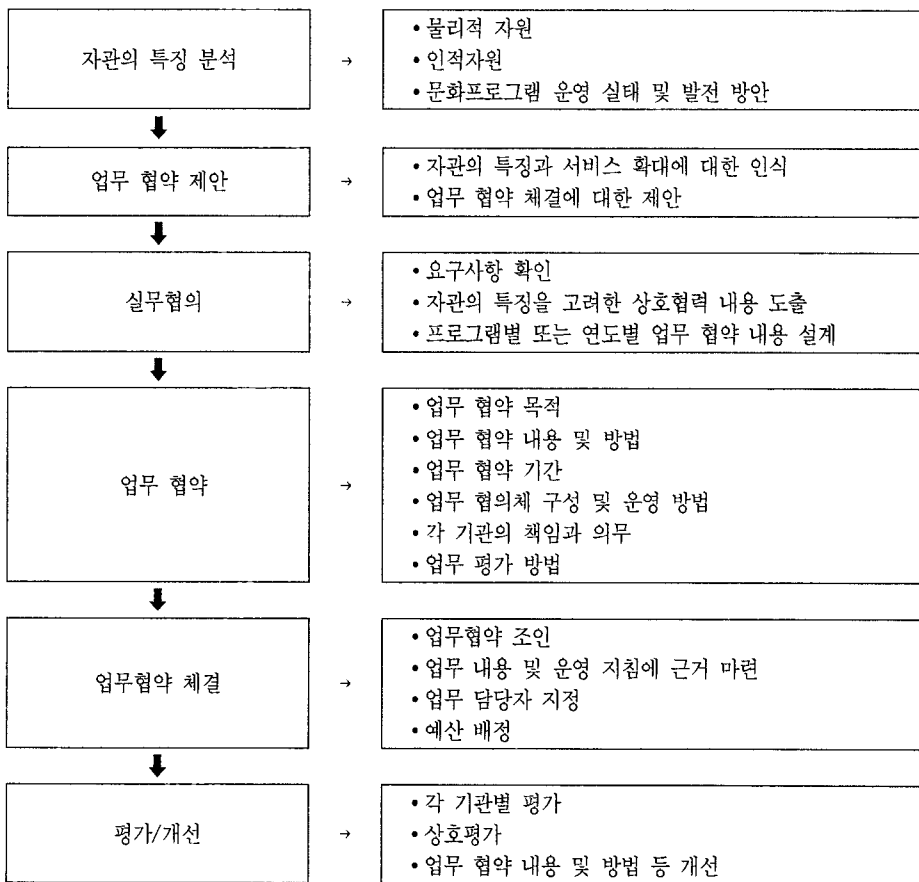 자관의 특징 분석
→
• 물리적 자원
• 인적자원
• 문화프로그램 운영 실태 및 발전 방안
업무 협약 제안
→
• 자관의 특징과 서비스 확대에 대한 인식
• 업무 협약 체결에 대한 제안
실무협의
→
• 요구사항 확인
• 자관의 특징을 고려한 상호협력 내용 도출
• 프로그램별 또는 연도별 업무 협약 내용 설계
업무 협약
→
• 업무 협약 목적
• 업무 협약 내용 및 방법
• 업무 협약 기간
• 업무 협의체 구성 및 운영 방법
• 각 기관의 책임과 의무
• 업무 평가 방법
업무협약 체결
→
• 업무협약 조인
• 업무 내용 및 운영 지침에 근거 마련
• 업무 담당자 지정
• 예산 배정
평가/개선
→
• 각 기관별 평가
• 상호평가
• 업무 협약 내용 및 방법 등 개선